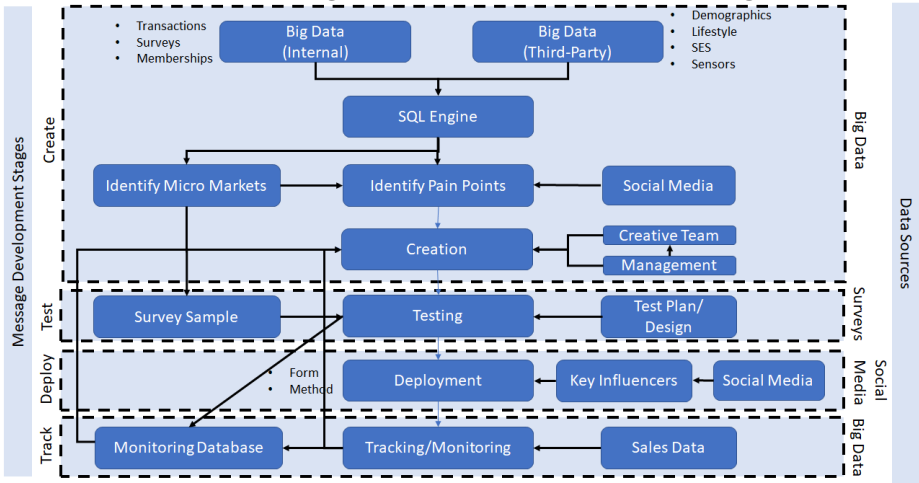 Transactions
Surveys
Memberships
Big Data
(Internal)
Big Data
(Third-Party)
Demographics
Lifestyle
SES
Sensors
SQL Engine
Identify Micro Markets
Identify Pain Points
Social Media
Creation
Creative Team
Management
Survey Sample
Testing
Test Plan/
Design
Form
Method
Deployment
Key Influencers
Social Media
Monitoring Database
Tracking/Monitoring
Sales Data
Message Development Stages
Create
Test
Deploy
Track
Big Data
Surveys
Social
Media
Big Data
Data Sources